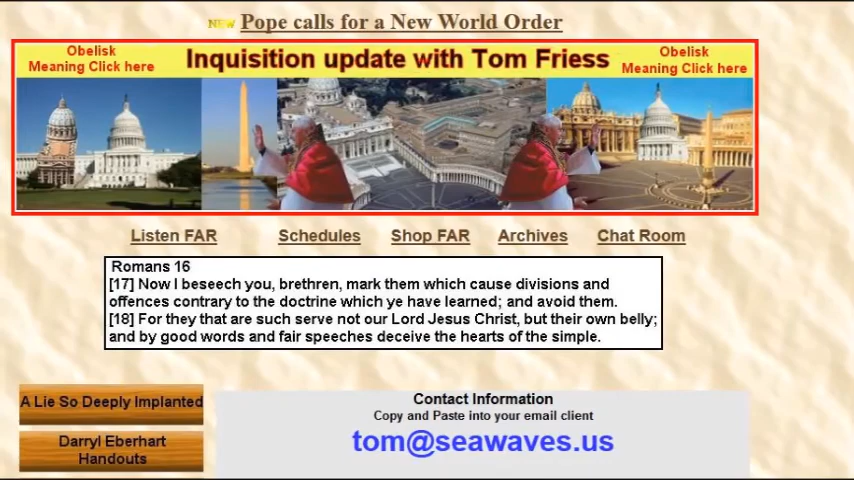 NEW Pope calls for a New World Order
Obelisk
Meaning Click here
Inquisition update with Tom Friess
Obelisk
Meaning Click here
Listen FAR Schedules Shop FAR Archives Chat Room
Romans 16
[17] Now I beseech you, brethren, mark them which cause divisions and
offences contrary to the doctrine which ye have learned; and avoid them.
[18] For they that are such serve not our Lord Jesus Christ, but their own belly;
and by good words and fair speeches deceive the hearts of the simple.
A Lie So Deeply Implanted
Darryl Eberhart
Handouts
Contact Information
Copy and Paste into your email client
tom@seawaves.us